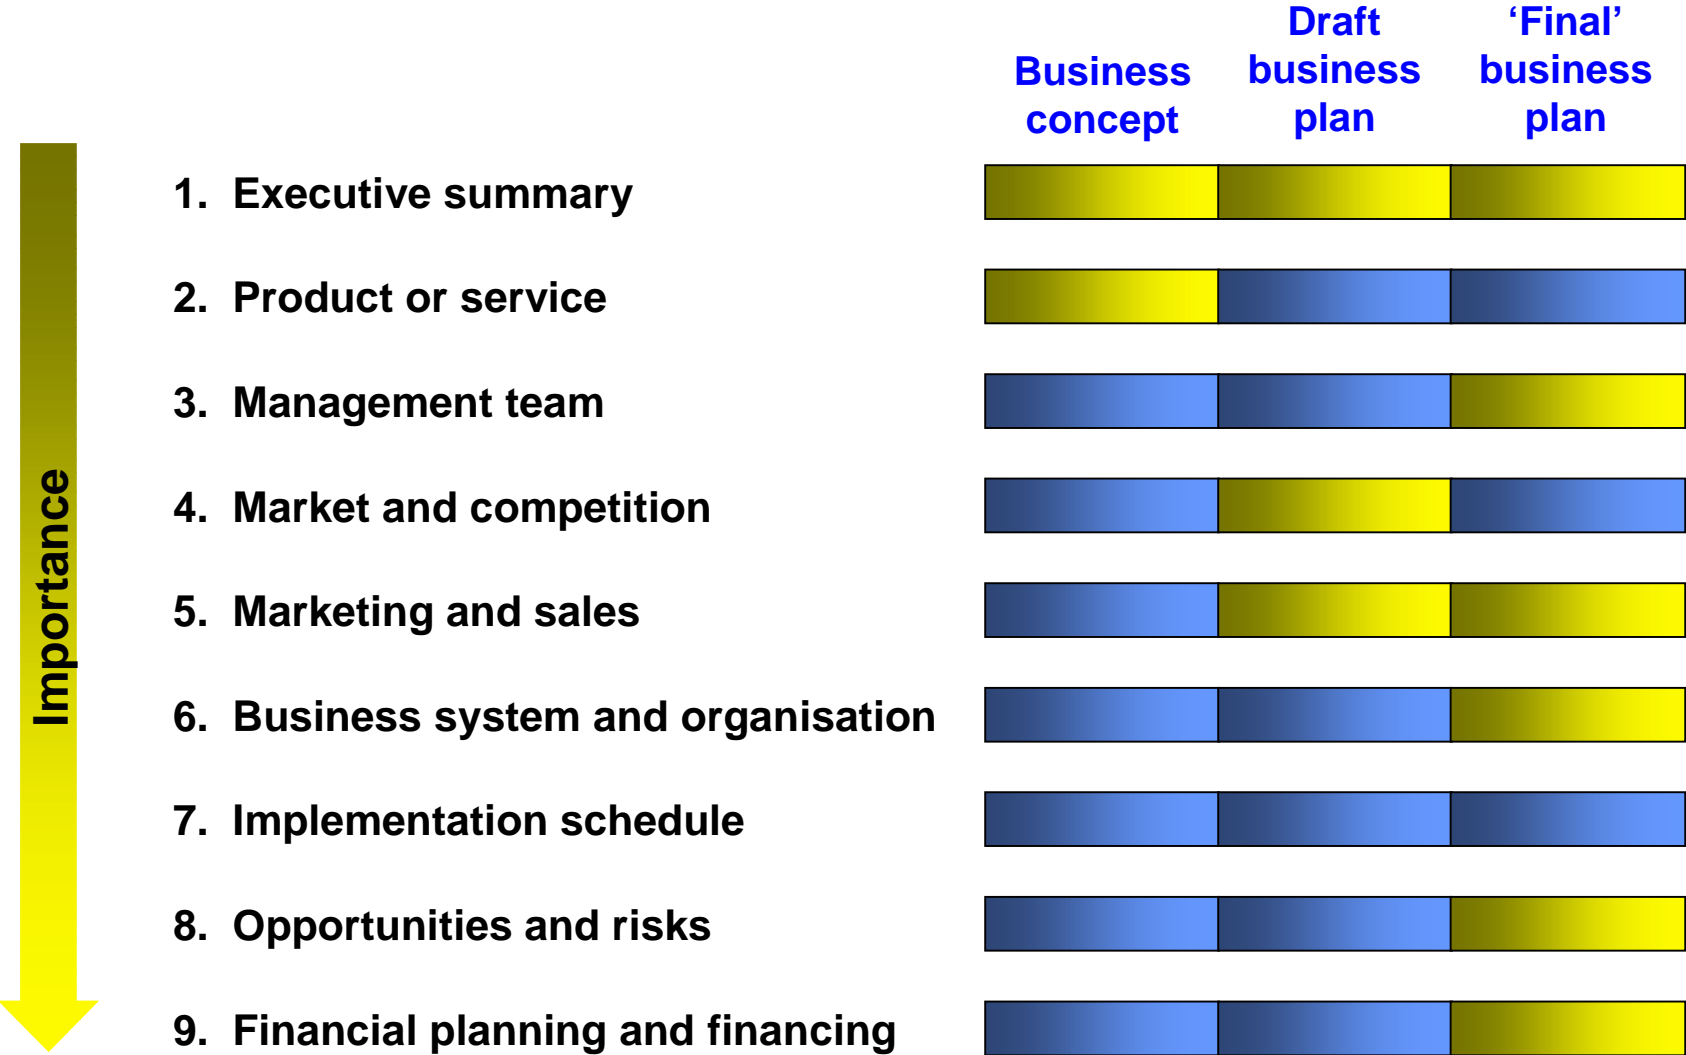 Business
concept
Draft
business
plan
‘Final’
business
plan
Importance
1. Executive summary
2. Product or service
3. Management team
4. Market and competition
5. Marketing and sales
6. Business system and organisation
7. Implementation schedule
8. Opportunities and risks
9. Financial planning and financing